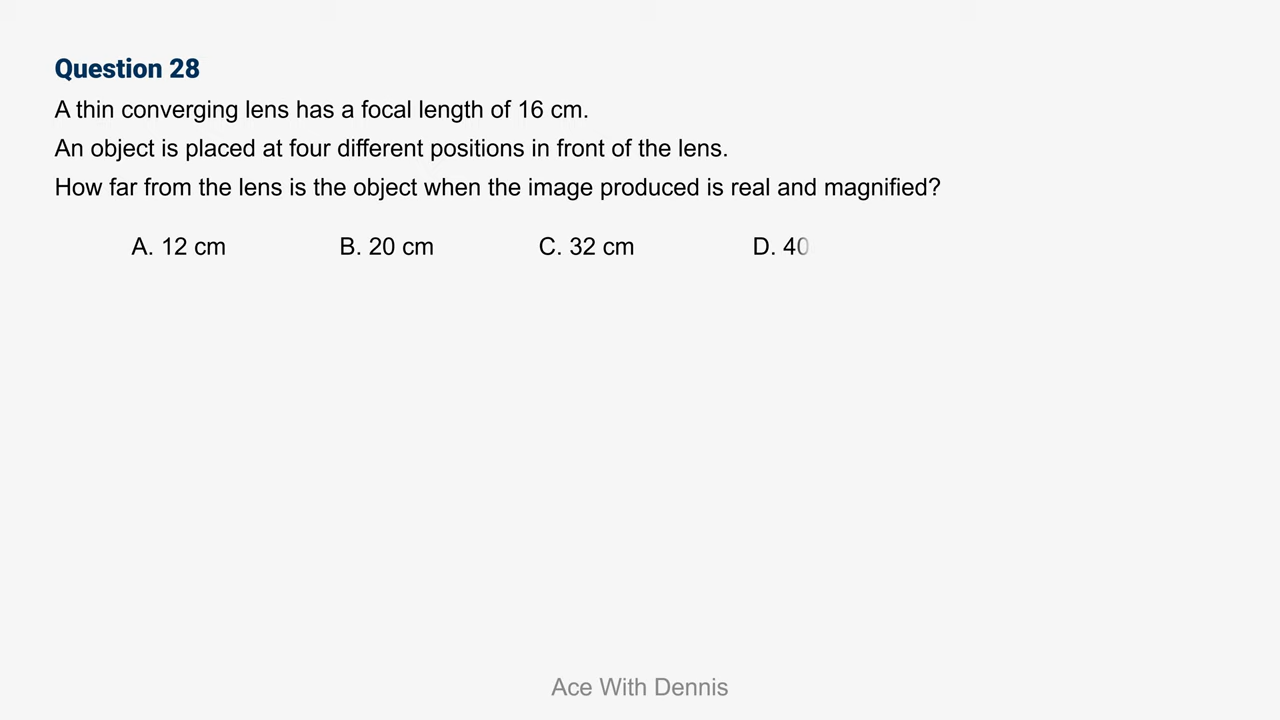 Question 28
A thin converging lens has a focal length of 16 cm.
An object is placed at four different positions in front of the lens.
How far from the lens is the object when the image produced is real and magnified?
A. 12 cm B. 20 cm C. 32 cm D. 40
Ace With Dennis